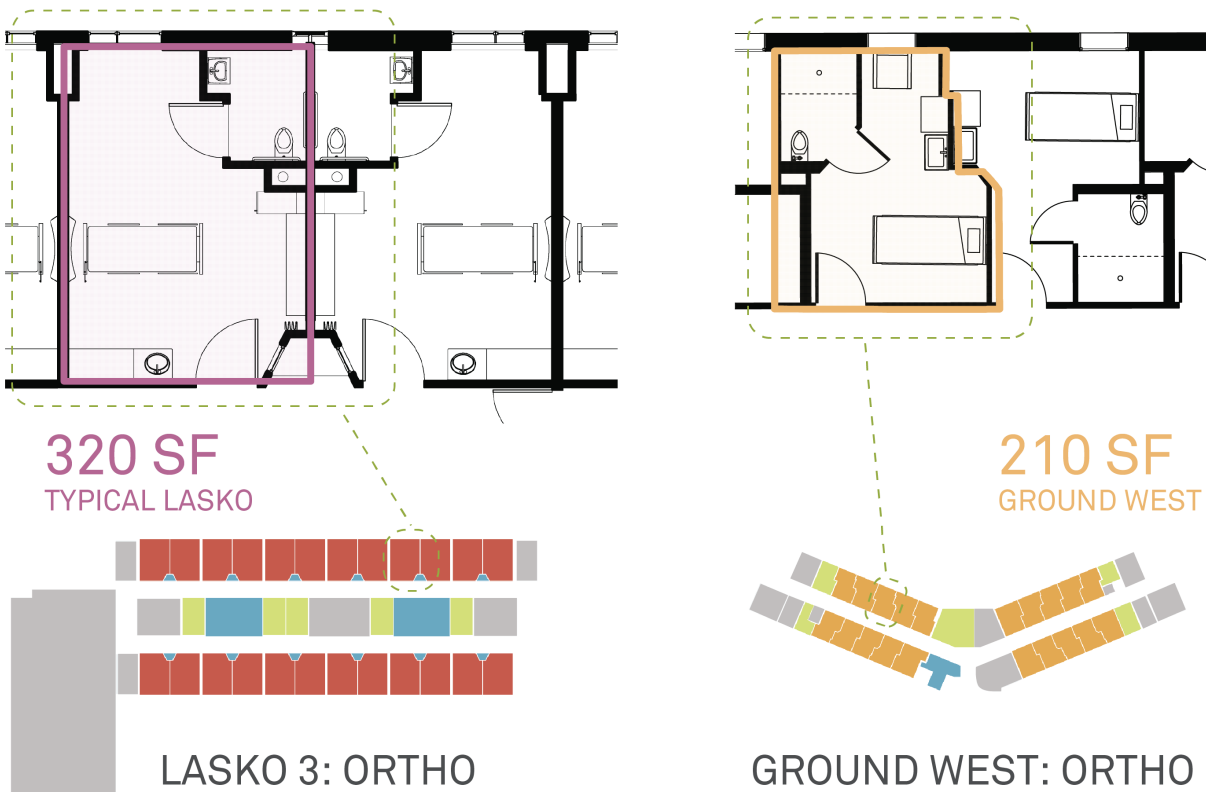 320 SF
TYPICAL LASKO
210 SF
GROUND WEST
LASKO 3: ORTHO
GROUND WEST: ORTHO